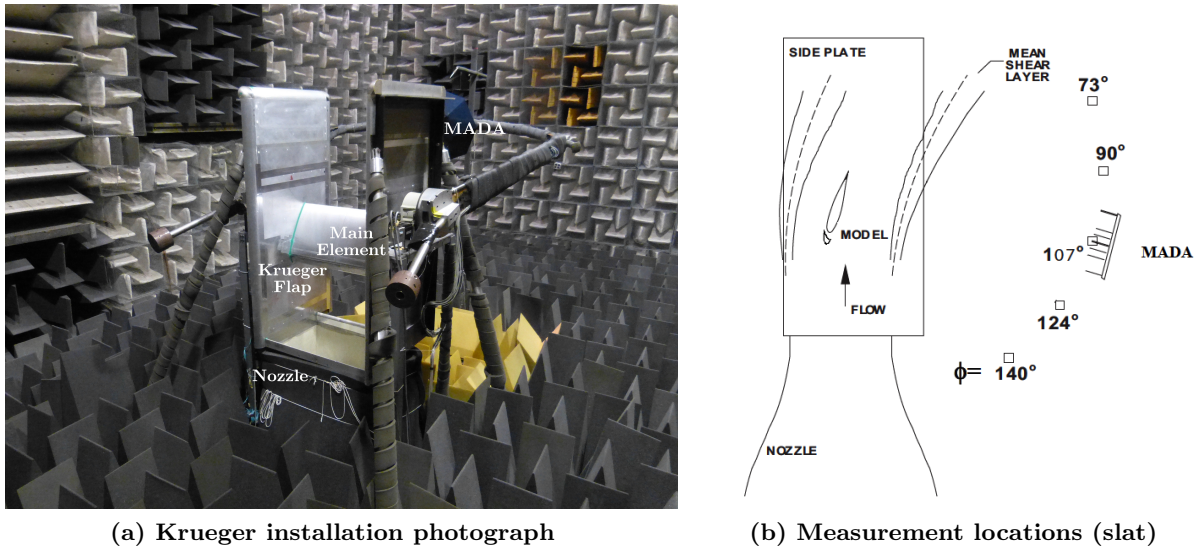 MADA
Main
Element
Krueger
Flap
Nozzle
(a) Krueger installation photograph
SIDE PLATE
MEAN
SHEAR
LAYER
73°
90°
MODEL
107°
MADA
FLOW
124°
ϕ= 140°
NOZZLE
(b) Measurement locations (slat)